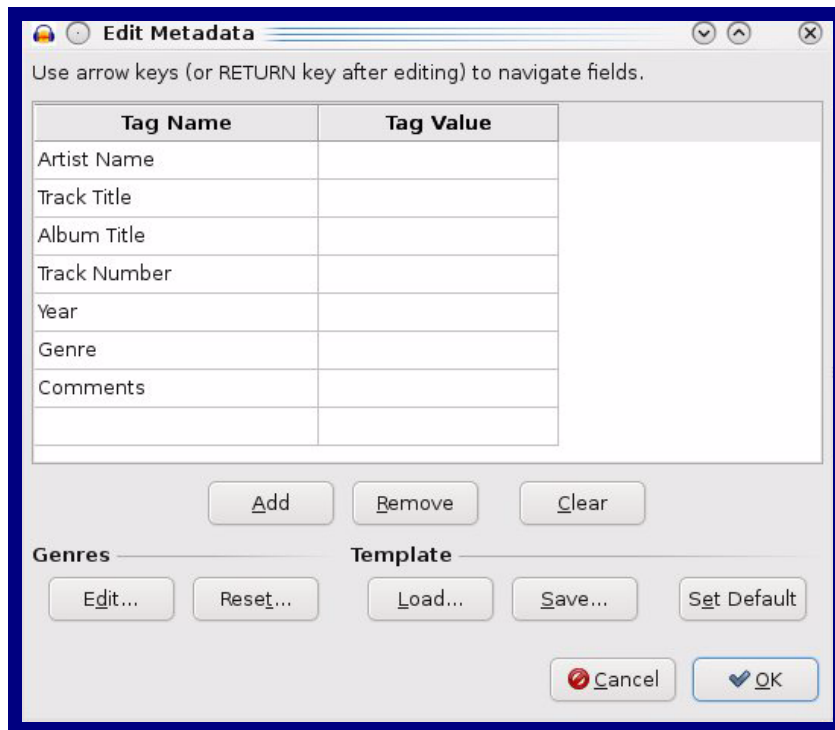 Edit Metadata
Use arrow keys (or RETURN key after editing) to navigate fields.
Tag Name Tag Value
Artist Name
Track Title
Album Title
Track Number
Year
Genre
Comments
Add Remove Clear
Genres Template
Edit... Reset... Load... Save... Set Default
Cancel OK